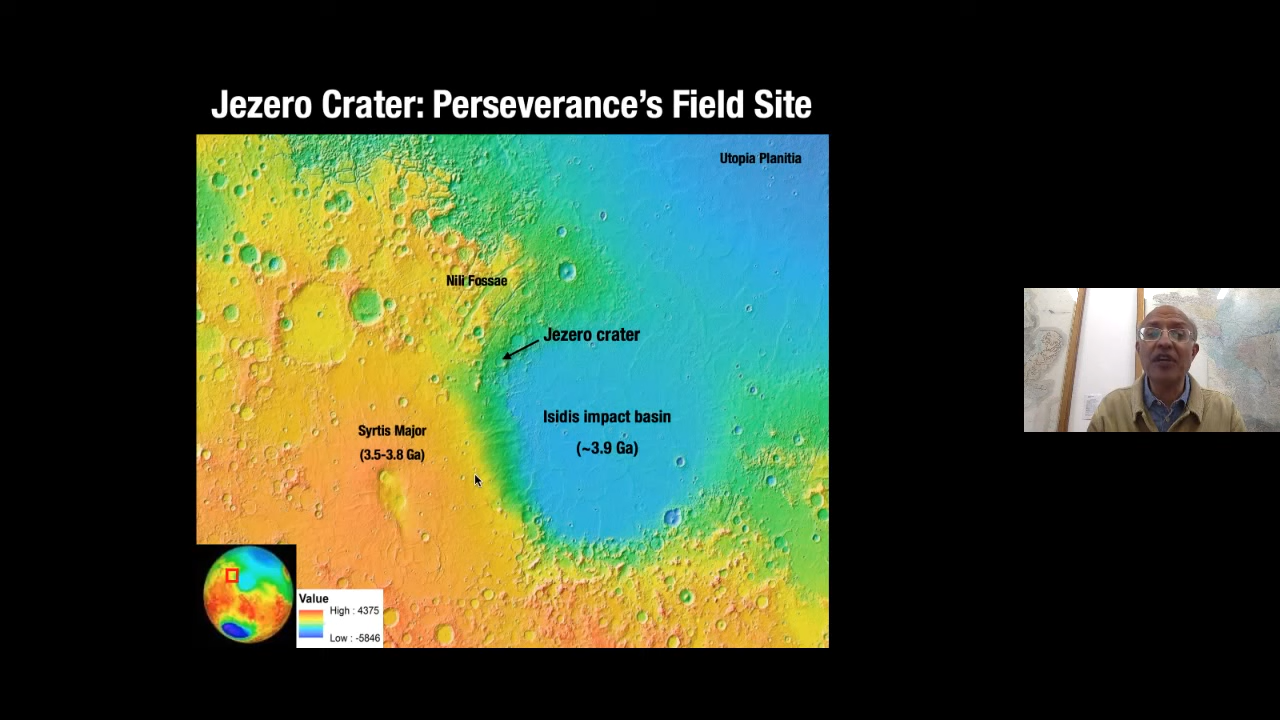 Jezero Crater: Perseverance's Field Site
Utopia Planitia
Nili Fossae
Jezero crater
Isidis impact basin
(~3.9 Ga)
Syrtis Major
(3.5-3.8 Ga)
Value
High : 4375
Low : -5846